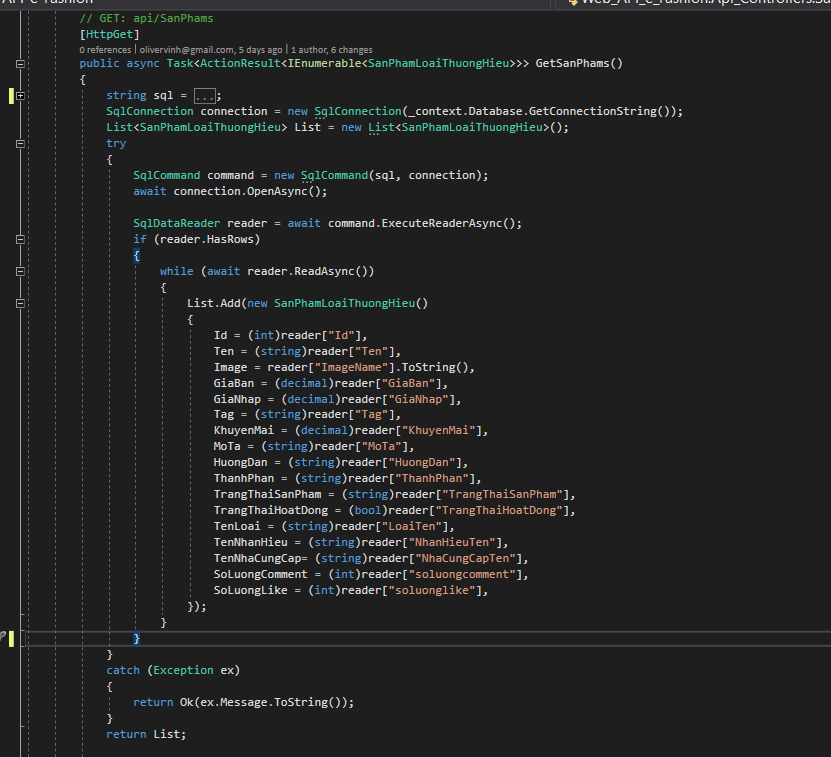 // GET: api/SanPhams
[HttpGet]
0 references | olivervinh@gmail.com, 5 days ago | 1 author, 6 changes
public async Task<ActionResult<IEnumerable<SanPhamLoaiThuongHieu>>> GetSanPhams()
{
string sql = ...;
SqlConnection connection = new SqlConnection(_context.Database.GetConnectionString());
List<SanPhamLoaiThuongHieu> List = new List<SanPhamLoaiThuongHieu>();
try
{
SqlCommand command = new SqlCommand(sql, connection);
await connection.OpenAsync();
SqlDataReader reader = await command.ExecuteReaderAsync();
if (reader.HasRows)
{
while (await reader.ReadAsync())
{
List.Add(new SanPhamLoaiThuongHieu()
{
Id = (int)reader["Id"],
Ten = (string)reader["Ten"],
Image = reader["ImageName"].ToString(),
GiaBan = (decimal)reader["GiaBan"],
GiaNhap = (decimal)reader["GiaNhap"],
Tag = (string)reader["Tag"],
KhuyenMai = (decimal)reader["KhuyenMai"],
MoTa = (string)reader["MoTa"],
HuongDan = (string)reader["HuongDan"],
ThanhPhan = (string)reader["ThanhPhan"],
TrangThaiSanPham = (string)reader["TrangThaiSanPham"],
TrangThaiHoatDong = (bool)reader["TrangThaiHoatDong"],
TenLoai = (string)reader["LoaiTen"],
TenNhanHieu = (string)reader["NhanHieuTen"],
TenNhaCungCap= (string)reader["NhaCungCapTen"],
SoLuongComment = (int)reader["soluongcomment"],
SoLuongLike = (int)reader["soluonglike"],
});
}
}
}
catch (Exception ex)
{
return Ok(ex.Message.ToString());
}
return List;